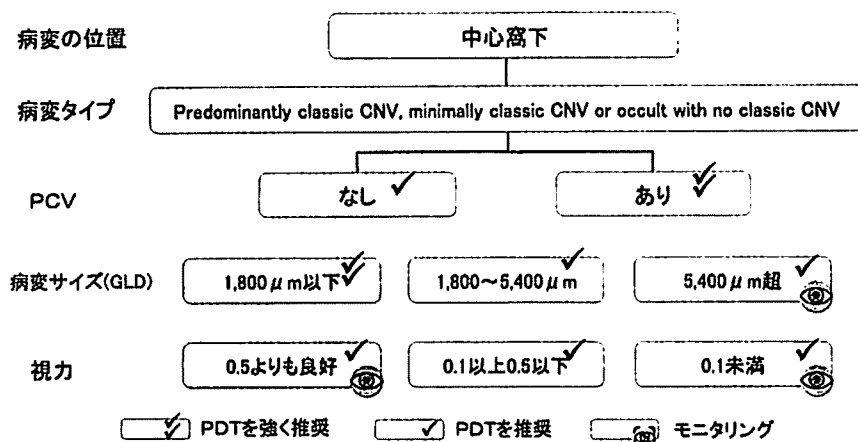 病変の位置
中心窩下
病変タイプ
Predominantly classic CNV, minimally classic CNV or occult with no classic CNV
PCV
なし
あり
病変サイズ(GLD)
1,800μm以下
1,800～5,400μm
5,400μm超
視力
0.5よりも良好
0.1以上0.5以下
0.1未満
PDTを強く推奨
PDTを推奨
モニタリング